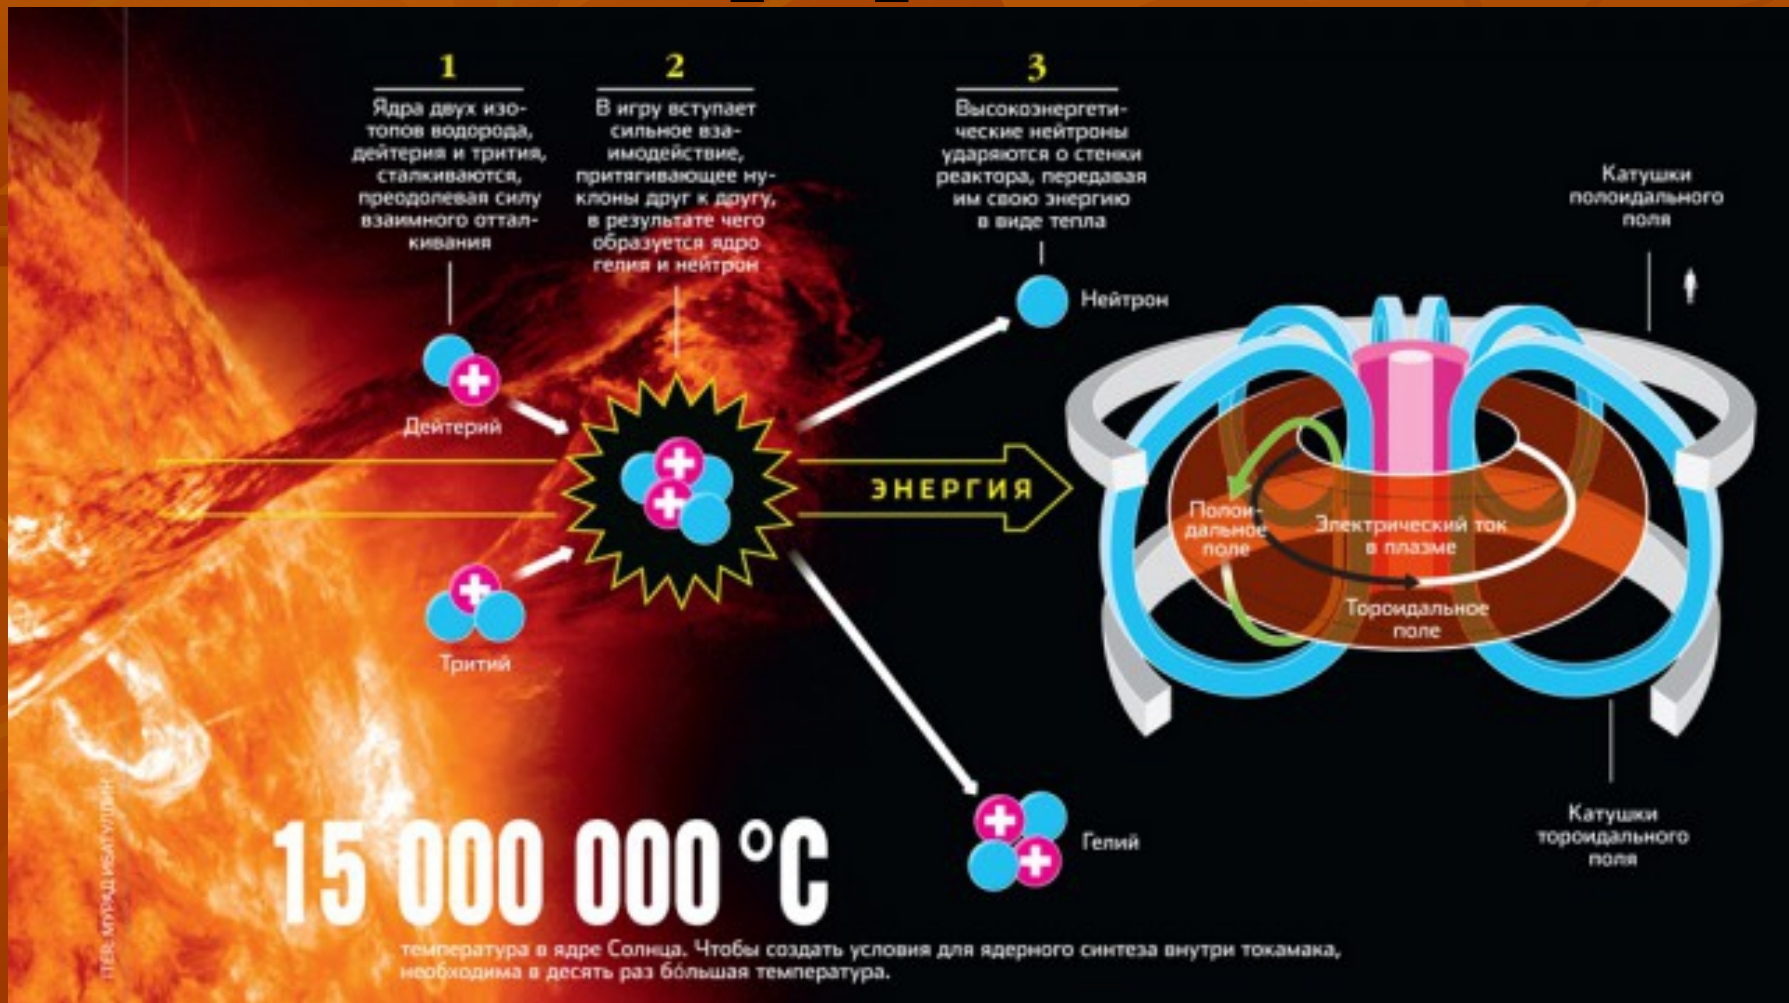 1
Ядра двух изо-
топов водорода,
дейтерия и трития,
сталкиваются,
преодолевая силу
взаимного оттал-
кивания
2
В игру вступает
сильное вза-
имодействие,
притягивающее ну-
клоны друг к другу,
в результате чего
образуется ядро
гелия и нейтрон
3
Высокоэнергети-
ческие нейтроны
ударяются о стенки
реактора, передавая
им свою энергию
в виде тепла
Катушки
полоидального
поля
Нейтрон
Дейтерий
ЭНЕРГИЯ
Полои-
дальное
поле
Электрический ток
в плазме
Тороидальное
поле
Тритий
Катушки
тороидального
поля
Гелий
15 000 000 °C
температура в ядре Солнца. Чтобы создать условия для ядерного синтеза внутри токамака,
необходима в десять раз бóльшая температура.
МУРАД ИБАТУЛЛИН